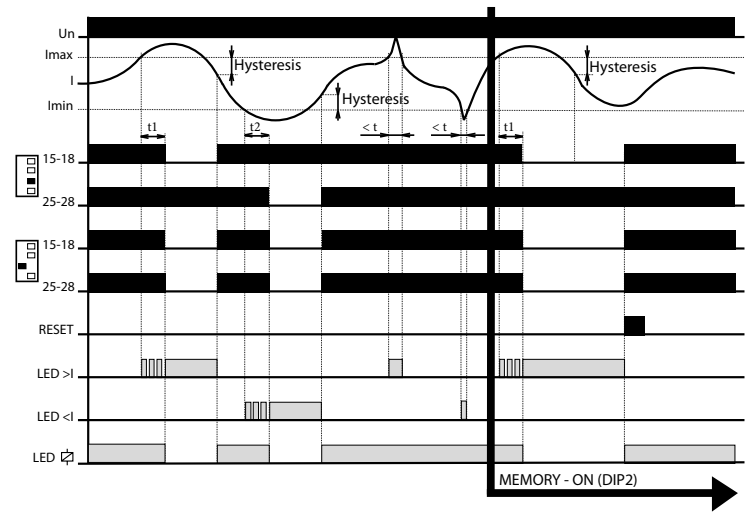 Un
Imax
Hysteresis
Hysteresis
I
Hysteresis
Imin
t1
t2
< t
< t
t1
15-18
25-28
15-18
25-28
RESET
LED >I
LED <I
LED
MEMORY - ON (DIP2)